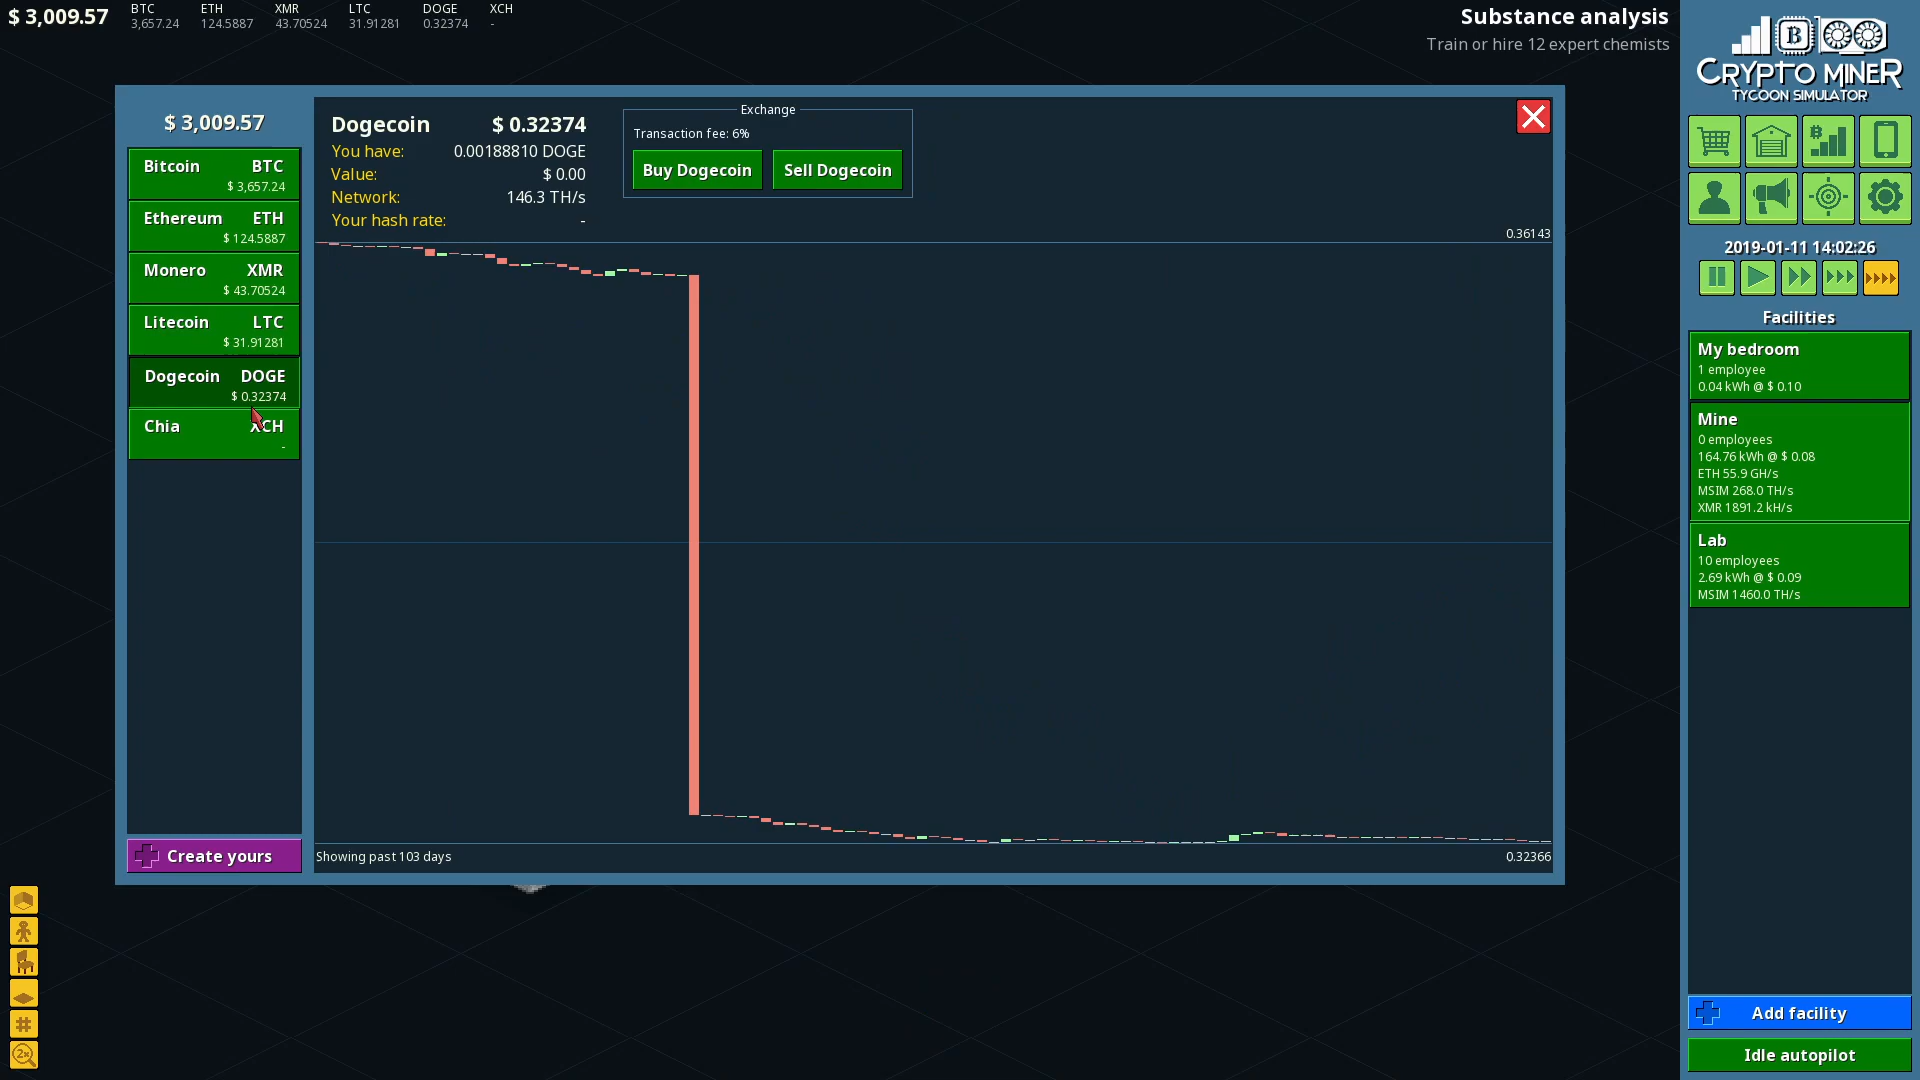 $ 3,009.57
BTC ETH XMR LTC DOGE XCH
3,657.24 124.5887 43.70524 31.91281 0.32374 -
Substance analysis
Train or hire 12 expert chemists
CRYPTO MINER
TYCOON SIMULATOR
$ 3,009.57
Bitcoin BTC
$ 3,657.24
Ethereum ETH
$ 124.5887
Monero XMR
$ 43.70524
Litecoin LTC
$ 31.91281
Dogecoin DOGE
$ 0.32374
Chia XCH
-
Create yours
Dogecoin $ 0.32374
You have: 0.00188810 DOGE
Value: $ 0.00
Network: 146.3 TH/s
Your hash rate: -
Exchange
Transaction fee: 6%
Buy Dogecoin Sell Dogecoin
0.36143
Showing past 103 days 0.32366
2019-01-11 14:02:26
Facilities
My bedroom
1 employee
0.04 kWh @ $ 0.10
Mine
0 employees
164.76 kWh @ $ 0.08
ETH 55.9 GH/s
MSIM 268.0 TH/s
XMR 1891.2 kH/s
Lab
10 employees
2.69 kWh @ $ 0.09
MSIM 1460.0 TH/s
Add facility
Idle autopilot
2x